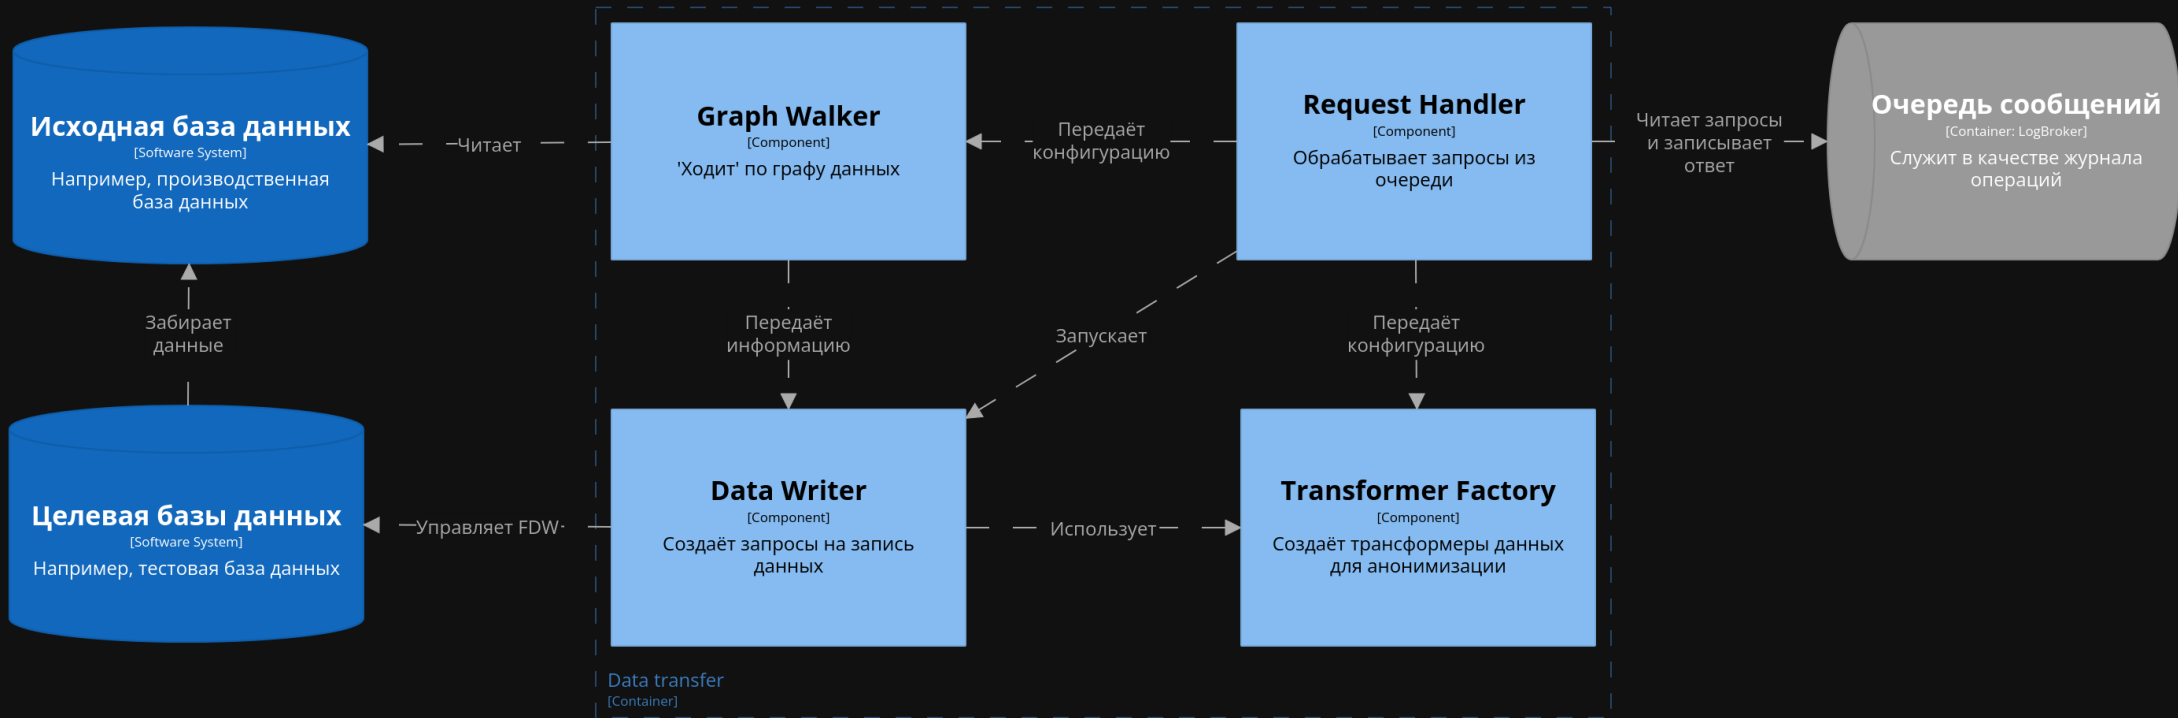 Исходная база данных
[Software System]
Например, производственная
база данных
Читает
Graph Walker
[Component]
'Ходит' по графу данных
Передаёт
конфигурацию
Request Handler
[Component]
Обрабатывает запросы из
очереди
Читает запросы
и записывает
ответ
Очередь сообщений
[Container: LogBroker]
Служит в качестве журнала
операций
Забирает
данные
Передаёт
информацию
Запускает
Передаёт
конфигурацию
Целевая базы данных
[Software System]
Например, тестовая база данных
Управляет FDW
Data Writer
[Component]
Создаёт запросы на запись
данных
Использует
Transformer Factory
[Component]
Создаёт трансформеры данных
для анонимизации
Data transfer
[Container]